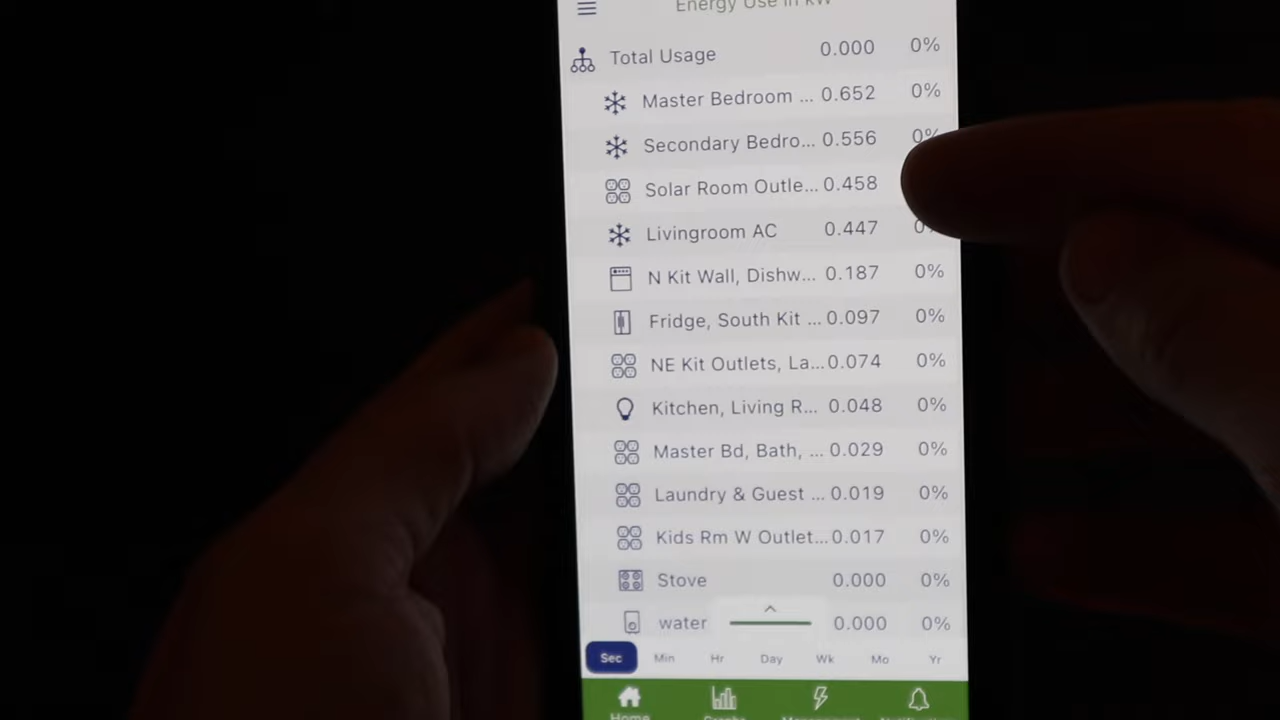 Energy Use in kW
Total Usage 0.000 0%
Master Bedroom ... 0.652 0%
Secondary Bedro... 0.556 0%
Solar Room Outle... 0.458
Livingroom AC 0.447
N Kit Wall, Dishw... 0.187 0%
Fridge, South Kit ... 0.097 0%
NE Kit Outlets, La... 0.074 0%
Kitchen, Living R... 0.048 0%
Master Bd, Bath, ... 0.029 0%
Laundry & Guest ... 0.019 0%
Kids Rm W Outlet... 0.017 0%
Stove 0.000 0%
water 0.000 0%
Sec Min Hr Day Wk Mo Yr
Home